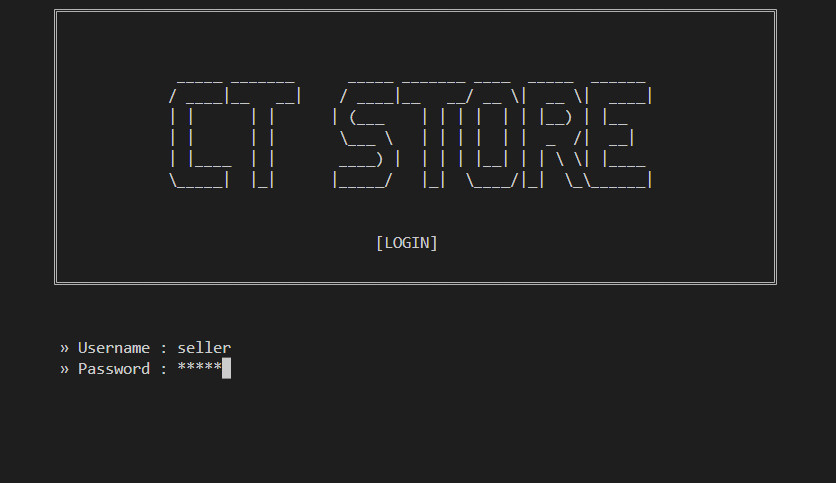 CT STORE
[LOGIN]
» Username : seller
» Password : *****